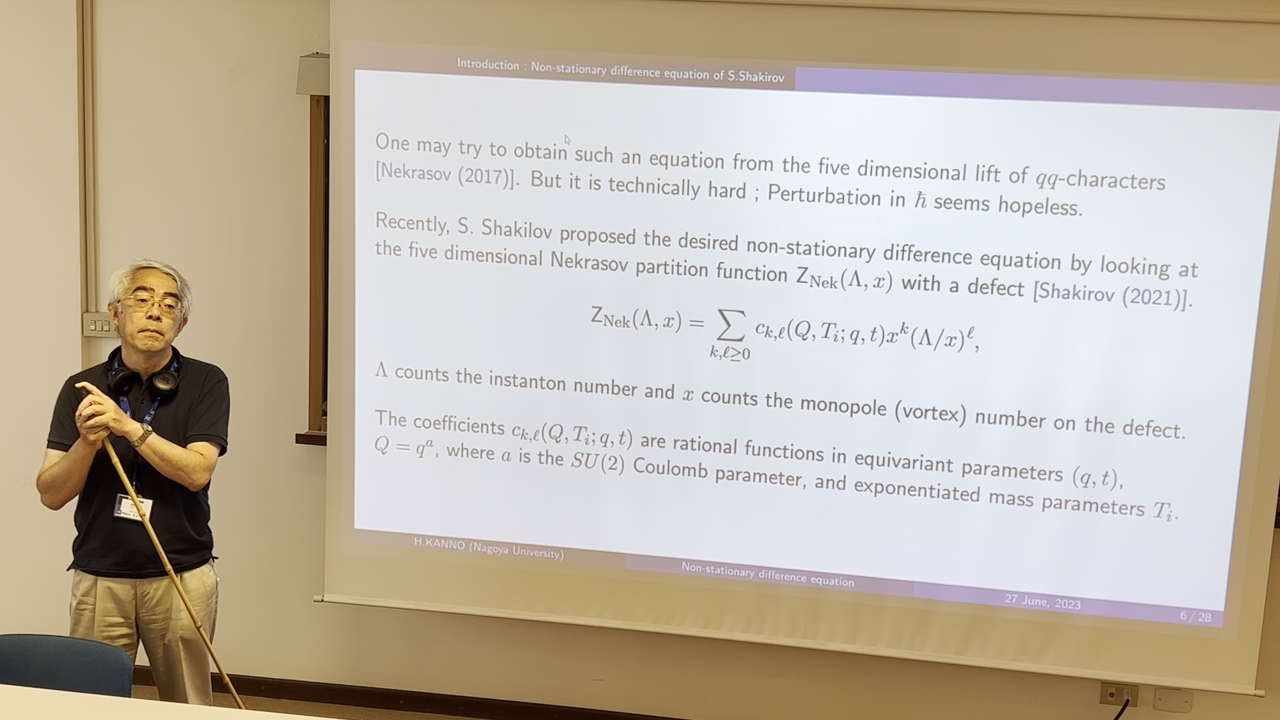 Introduction : Non-stationary difference equation of S.Shakirov
One may try to obtain such an equation from the five dimensional lift of qq-characters
[Nekrasov (2017)]. But it is technically hard ; Perturbation in ℏ seems hopeless.
Recently, S. Shakilov proposed the desired non-stationary difference equation by looking at
the five dimensional Nekrasov partition function Z_Nek(Λ, x) with a defect [Shakirov (2021)].
Z_Nek(Λ, x) = ∑_{k,ℓ≥0} c_{k,ℓ}(Q, T_i; q, t)x^k(Λ/x)^ℓ,
Λ counts the instanton number and x counts the monopole (vortex) number on the defect.
The coefficients c_{k,ℓ}(Q, T_i; q, t) are rational functions in equivariant parameters (q, t),
Q = q^a, where a is the SU(2) Coulomb parameter, and exponentiated mass parameters T_i.
H.KANNO (Nagoya University)
Non-stationary difference equation
27 June, 2023
6 / 28